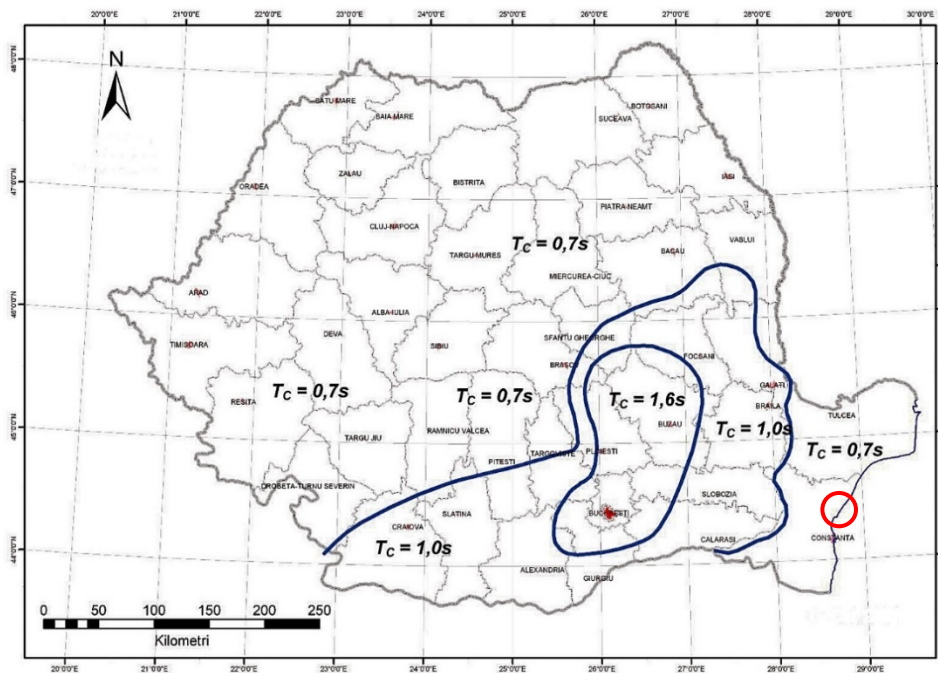 20°0'0"E 21°0'0"E 22°0'0"E 23°0'0"E 24°0'0"E 25°0'0"E 26°0'0"E 27°0'0"E 28°0'0"E 29°0'0"E 30°0'0"E
48°0'0"N
N
SATU MARE
BAIA MARE
BOTOSANI
SUCEAVA
47°0'0"N
ORADEA
ZALAU
BISTRITA
IASI
PIATRA-NEAMT
CLUJ-NAPOCA
TARGU-MURES
T_C = 0,7s
BACAU
VASLUI
MIERCUREA-CIUC
46°0'0"N
ARAD
ALBA-IULIA
TIMISOARA
DEVA
SIBIU
SFANTU GHEORGHE
BRASOV
FOCSANI
GALATI
RESITA
T_C = 0,7s
T_C = 0,7s
T_C = 1,6s
BRAILA
TULCEA
45°0'0"N
TARGU JIU
RAMNICU VALCEA
BUZAU
T_C = 1,0s
T_C = 0,7s
PITESTI
TARGOVISTE
PLOIESTI
DROBETA-TURNU SEVERIN
SLATINA
SLOBOZIA
BUCURESTI
CRAIOVA
CALARASI
CONSTANTA
44°0'0"N
T_C = 1,0s
ALEXANDRIA
GIURGIU
0 50 100 150 200 250
Kilometri
20°0'0"E 21°0'0"E 22°0'0"E 23°0'0"E 24°0'0"E 25°0'0"E 26°0'0"E 27°0'0"E 28°0'0"E 29°0'0"E